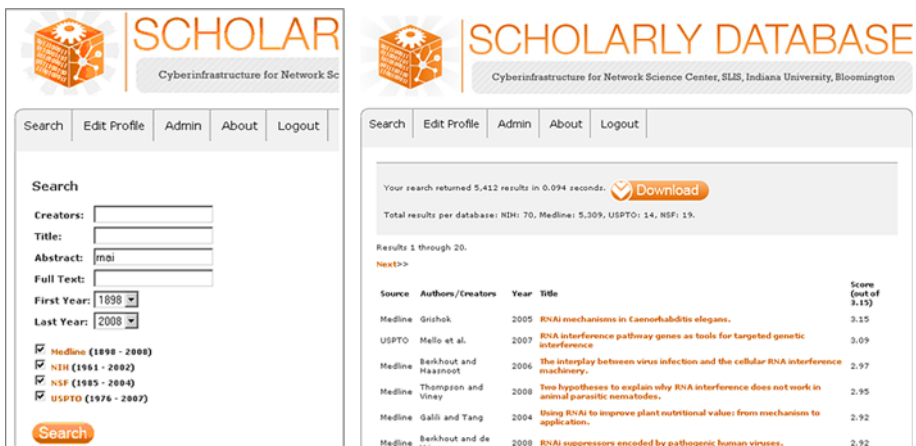 SCHOLAR
Cyberinfrastructure for Network Sc
Search Edit Profile Admin About Logout
Search
Creators:
Title:
Abstract: rnai
Full Text:
First Year: 1898
Last Year: 2008
Medline (1898 - 2008)
NIH (1961 - 2002)
NSF (1985 - 2004)
USPTO (1976 - 2007)
Search
SCHOLARLY DATABASE
Cyberinfrastructure for Network Science Center, SLIS, Indiana University, Bloomington
Search Edit Profile Admin About Logout
Your search returned 5,412 results in 0.094 seconds. Download
Total results per database: NIH: 70, Medline: 5,309, USPTO: 14, NSF: 19.
Results 1 through 20.
Next>>
Source Authors/Creators Year Title Score (out of 3.15)
Medline Grishok 2005 RNAi mechanisms in Caenorhabditis elegans. 3.15
USPTO Mello et al. 2007 RNA interference pathway genes as tools for targeted genetic interference 3.09
Medline Berkhout and Haasnoot 2006 The interplay between virus infection and the cellular RNA interference machinery. 2.97
Medline Thompson and Viney 2008 Two hypotheses to explain why RNA interference does not work in animal parasitic nematodes. 2.95
Medline Galili and Tang 2004 Using RNAi to improve plant nutritional value: from mechanism to application. 2.92
Medline Berkhout and de 2008 RNAi suppressors encoded by pathogenic human viruses. 2.92